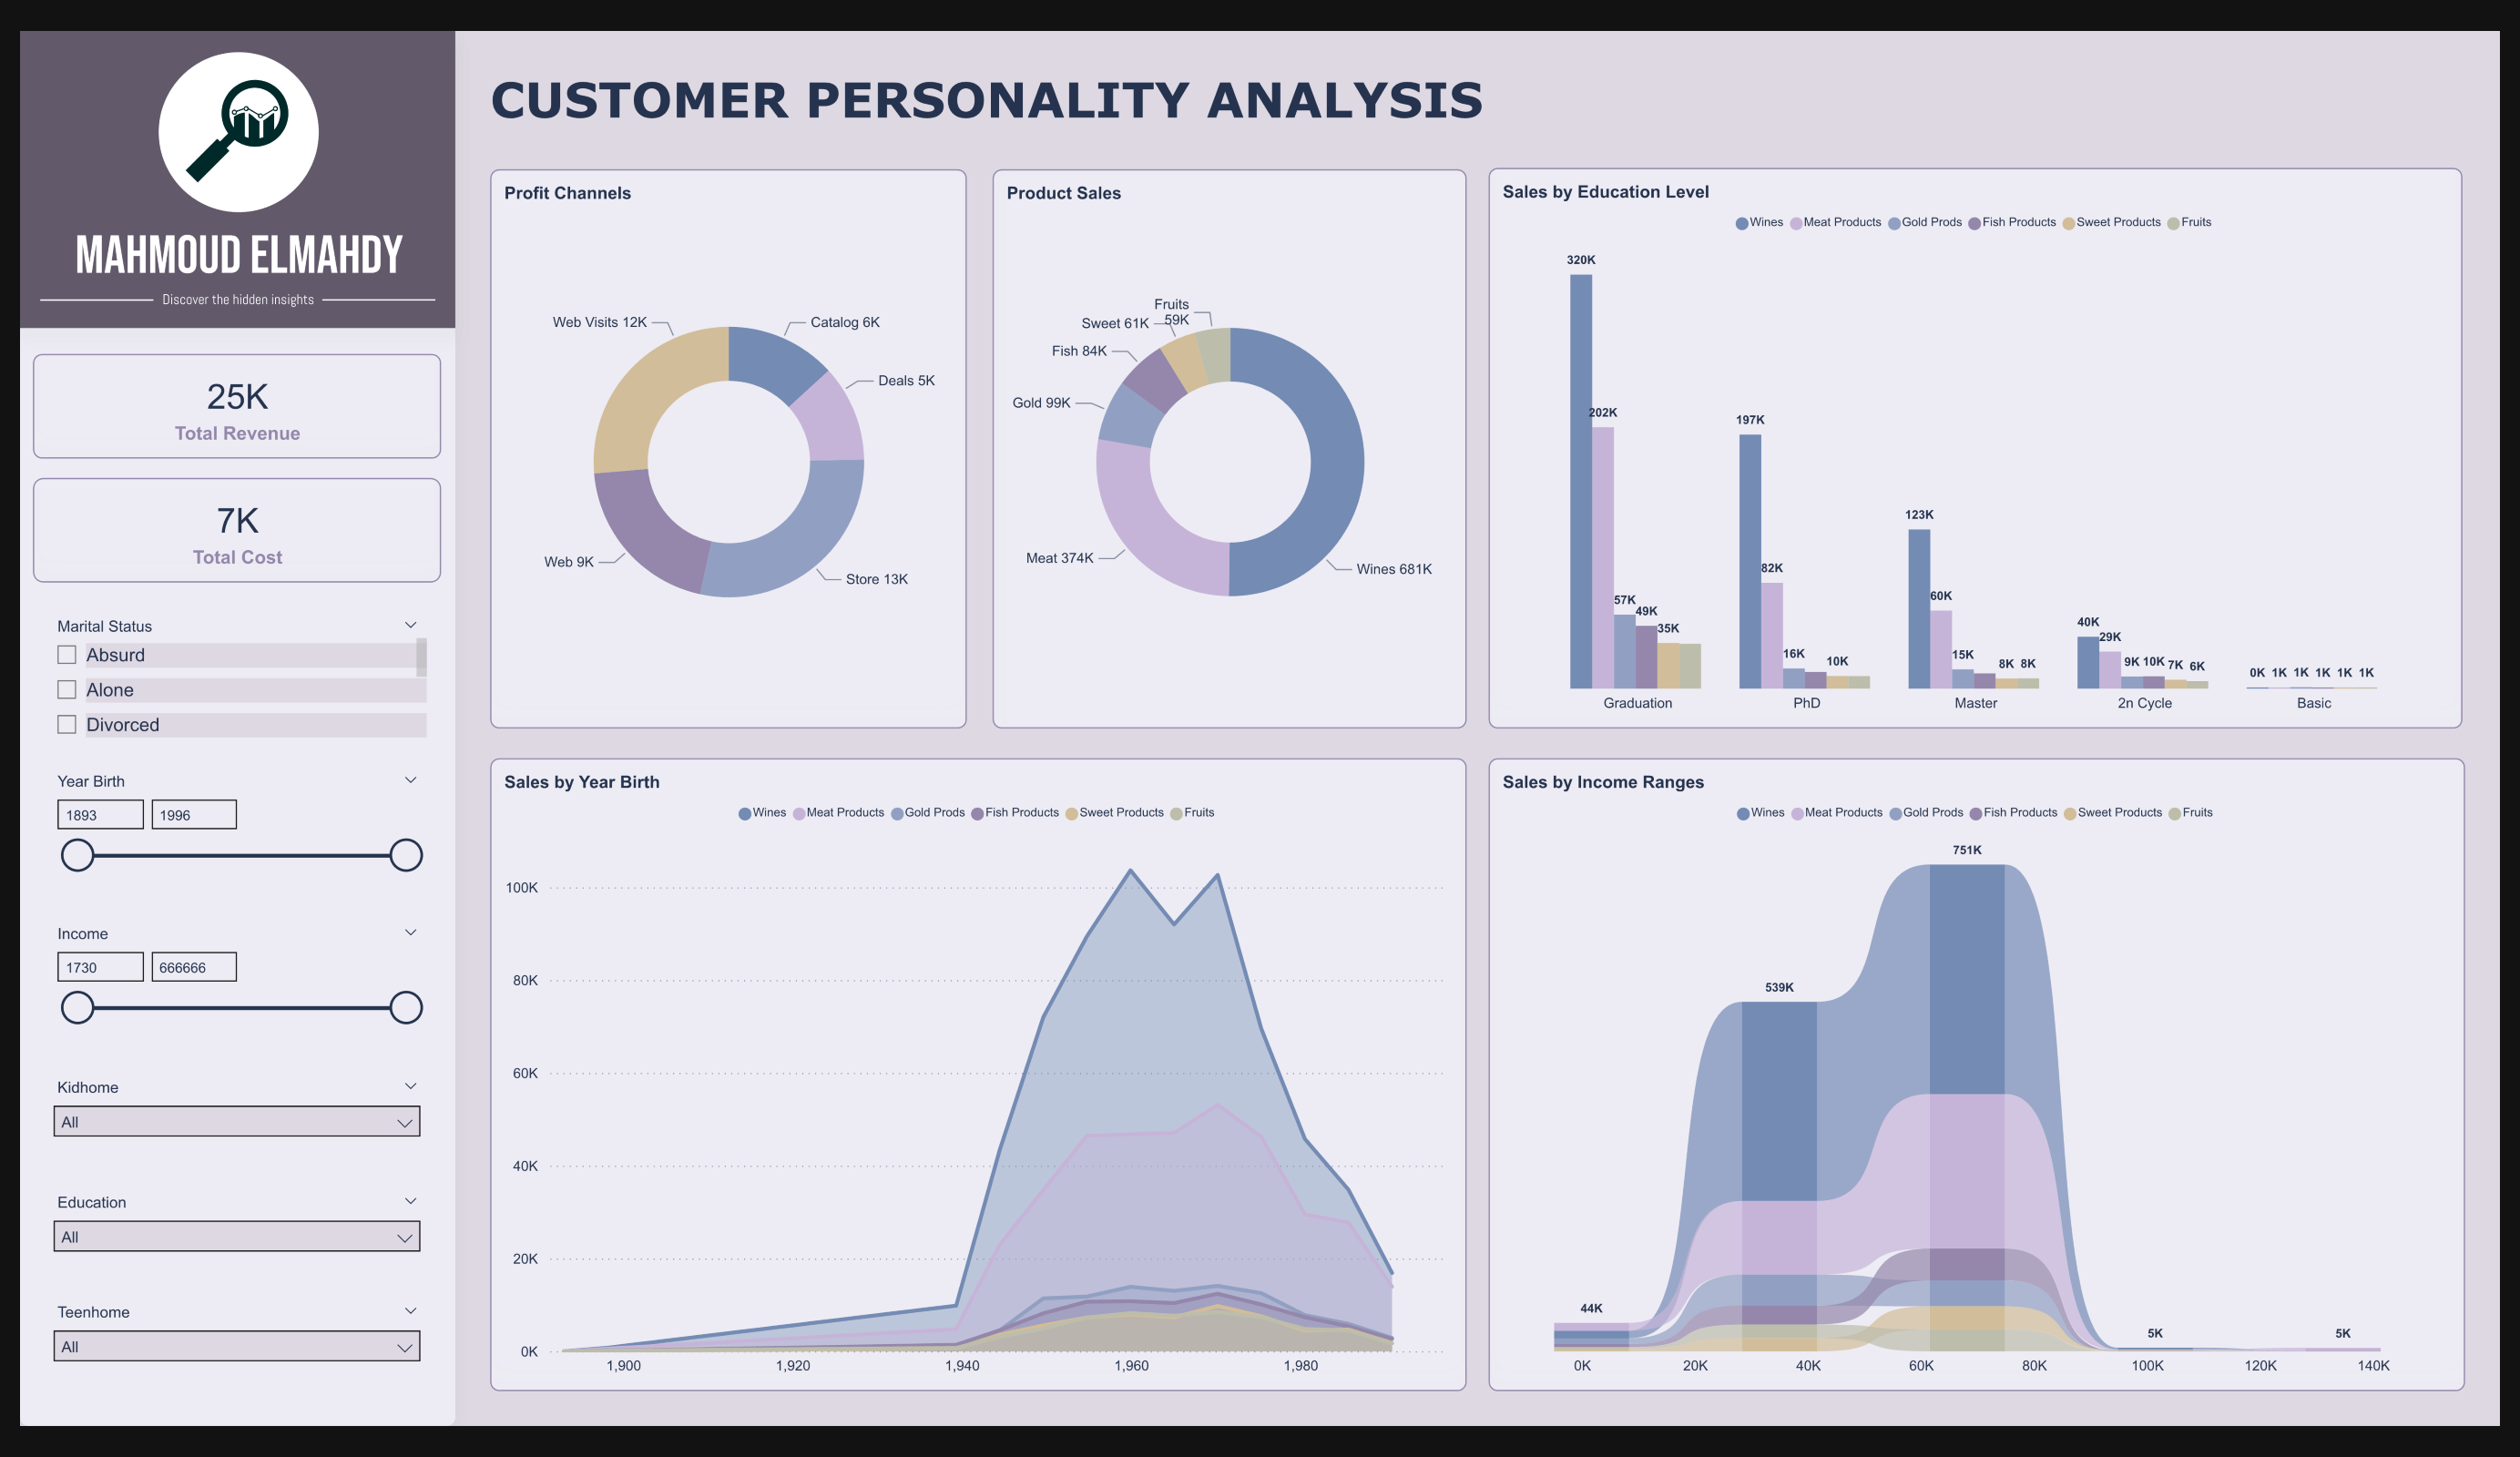 MAHMOUD ELMAHDY
Discover the hidden insights
25K
Total Revenue
7K
Total Cost
Marital Status
Absurd
Alone
Divorced
Year Birth
1893 1996
Income
1730 666666
Kidhome
All
Education
All
Teenhome
All
CUSTOMER PERSONALITY ANALYSIS
Profit Channels
Web Visits 12K
Catalog 6K
Deals 5K
Web 9K
Store 13K
Product Sales
Fruits
59K
Sweet 61K
Fish 84K
Gold 99K
Meat 374K
Wines 681K
Sales by Education Level
Wines Meat Products Gold Prods Fish Products Sweet Products Fruits
320K
202K
57K
49K
35K
197K
82K
16K
10K
123K
60K
15K
8K 8K
40K
29K
9K 10K 7K 6K
0K 1K 1K 1K 1K 1K
Graduation PhD Master 2n Cycle Basic
Sales by Year Birth
Wines Meat Products Gold Prods Fish Products Sweet Products Fruits
100K
80K
60K
40K
20K
0K
1,900 1,920 1,940 1,960 1,980
Sales by Income Ranges
Wines Meat Products Gold Prods Fish Products Sweet Products Fruits
751K
539K
44K
5K
5K
0K 20K 40K 60K 80K 100K 120K 140K